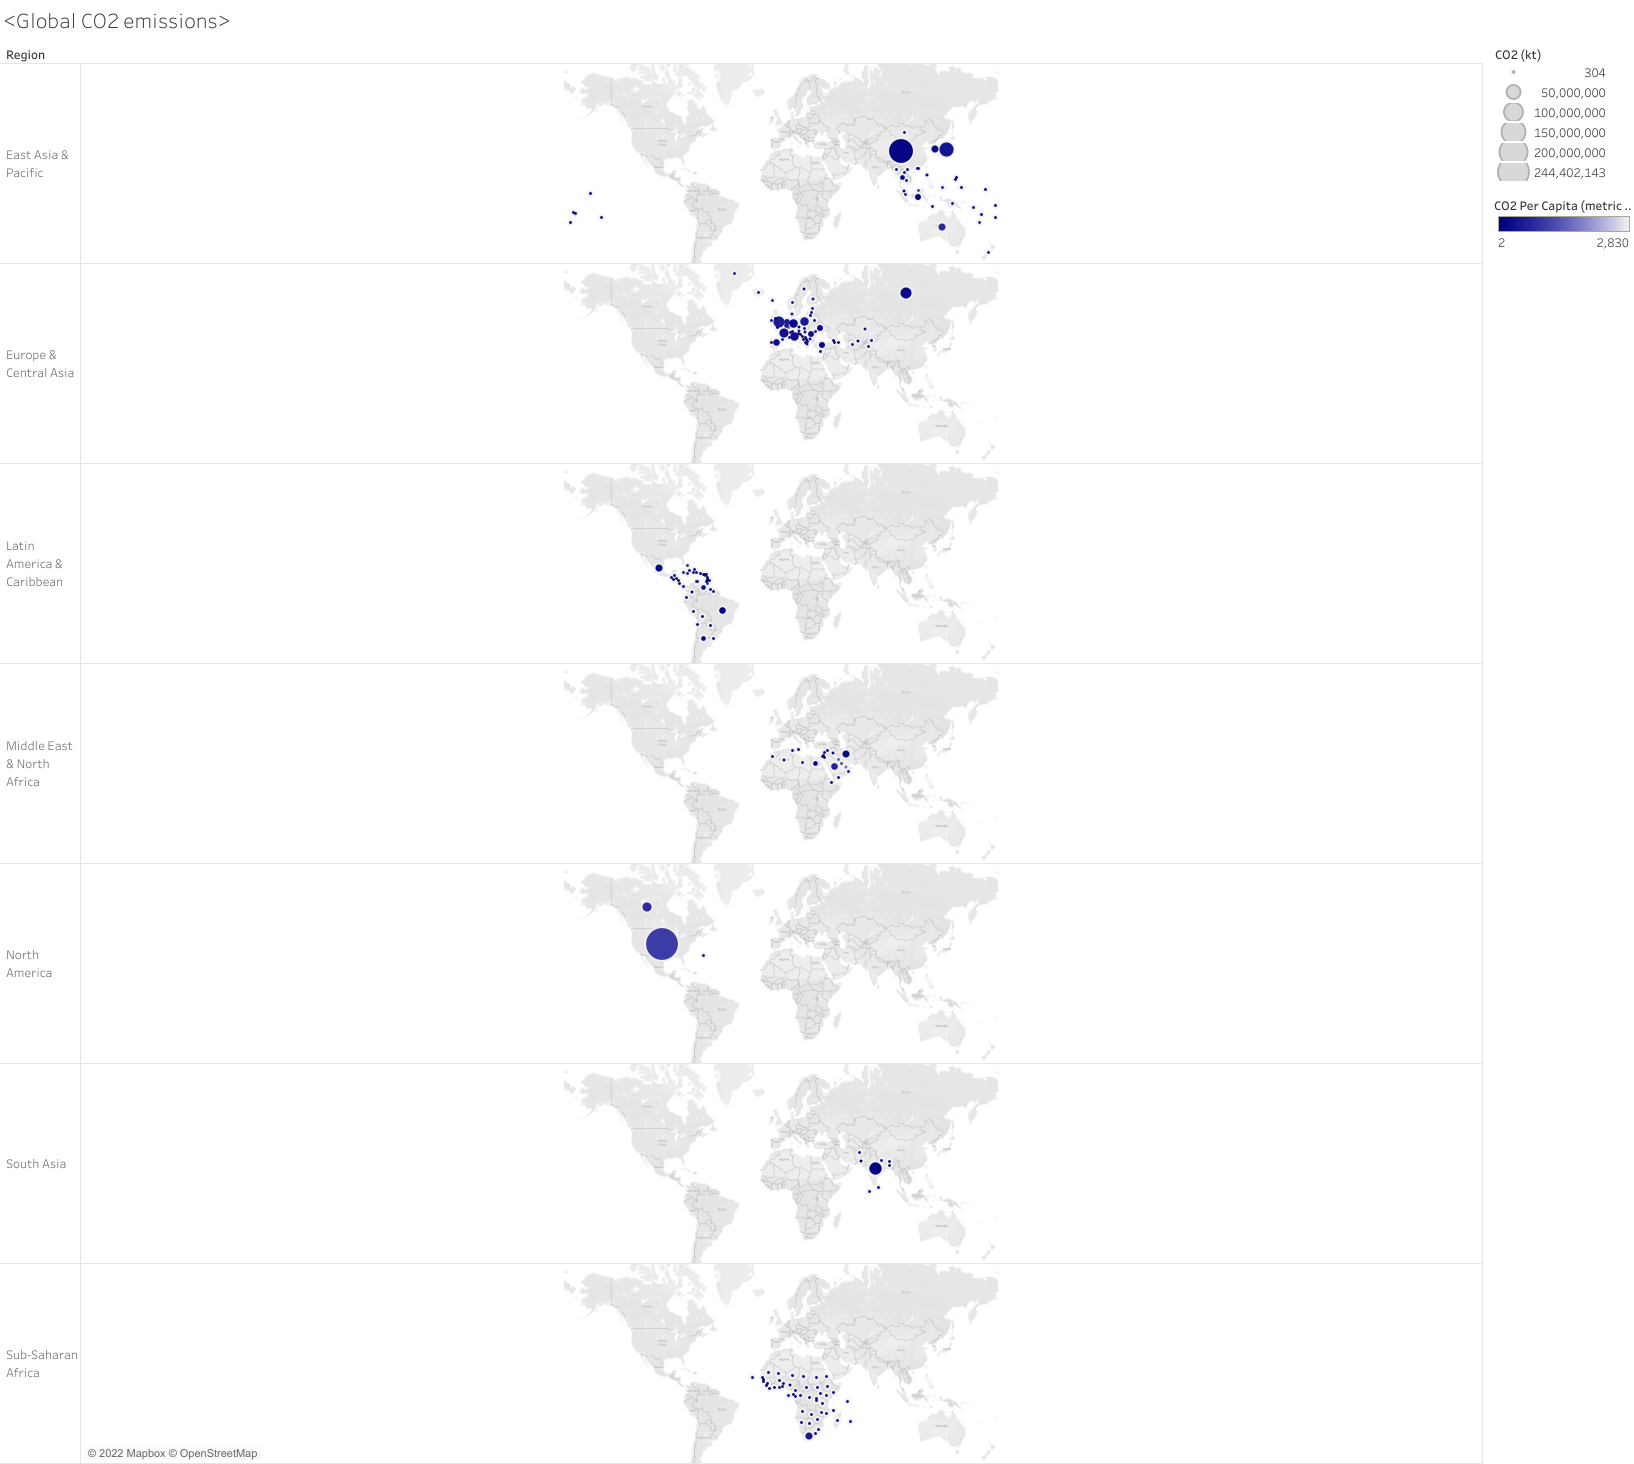 <Global CO2 emissions>
Region
East Asia &
Pacific
Europe &
Central Asia
Latin
America &
Caribbean
Middle East
& North
Africa
North
America
South Asia
Sub-Saharan
Africa
© 2022 Mapbox © OpenStreetMap
CO2 (kt)
304
50,000,000
100,000,000
150,000,000
200,000,000
244,402,143
CO2 Per Capita (metric ..
2 2,830